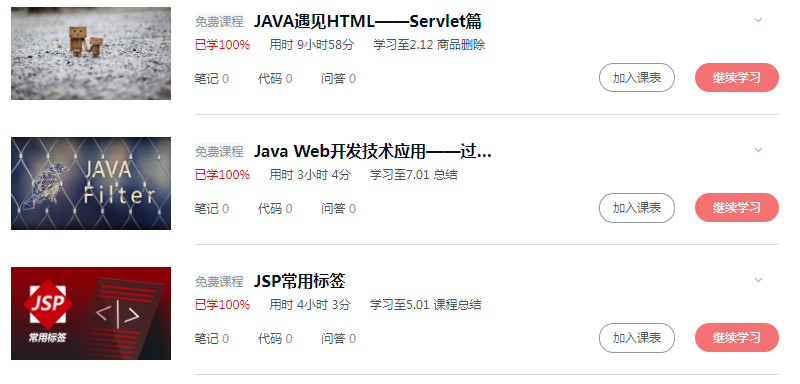 免费课程 JAVA遇见HTML——Servlet篇
已学100% 用时 9小时58分 学习至2.12 商品删除
笔记 0 代码 0 问答 0 加入课表 继续学习
JAVA
Filter
免费课程 Java Web开发技术应用——过...
已学100% 用时 3小时 4分 学习至7.01 总结
笔记 0 代码 0 问答 0 加入课表 继续学习
JSP
常用标签
免费课程 JSP常用标签
已学100% 用时 4小时 3分 学习至5.01 课程总结
笔记 0 代码 0 问答 0 加入课表 继续学习